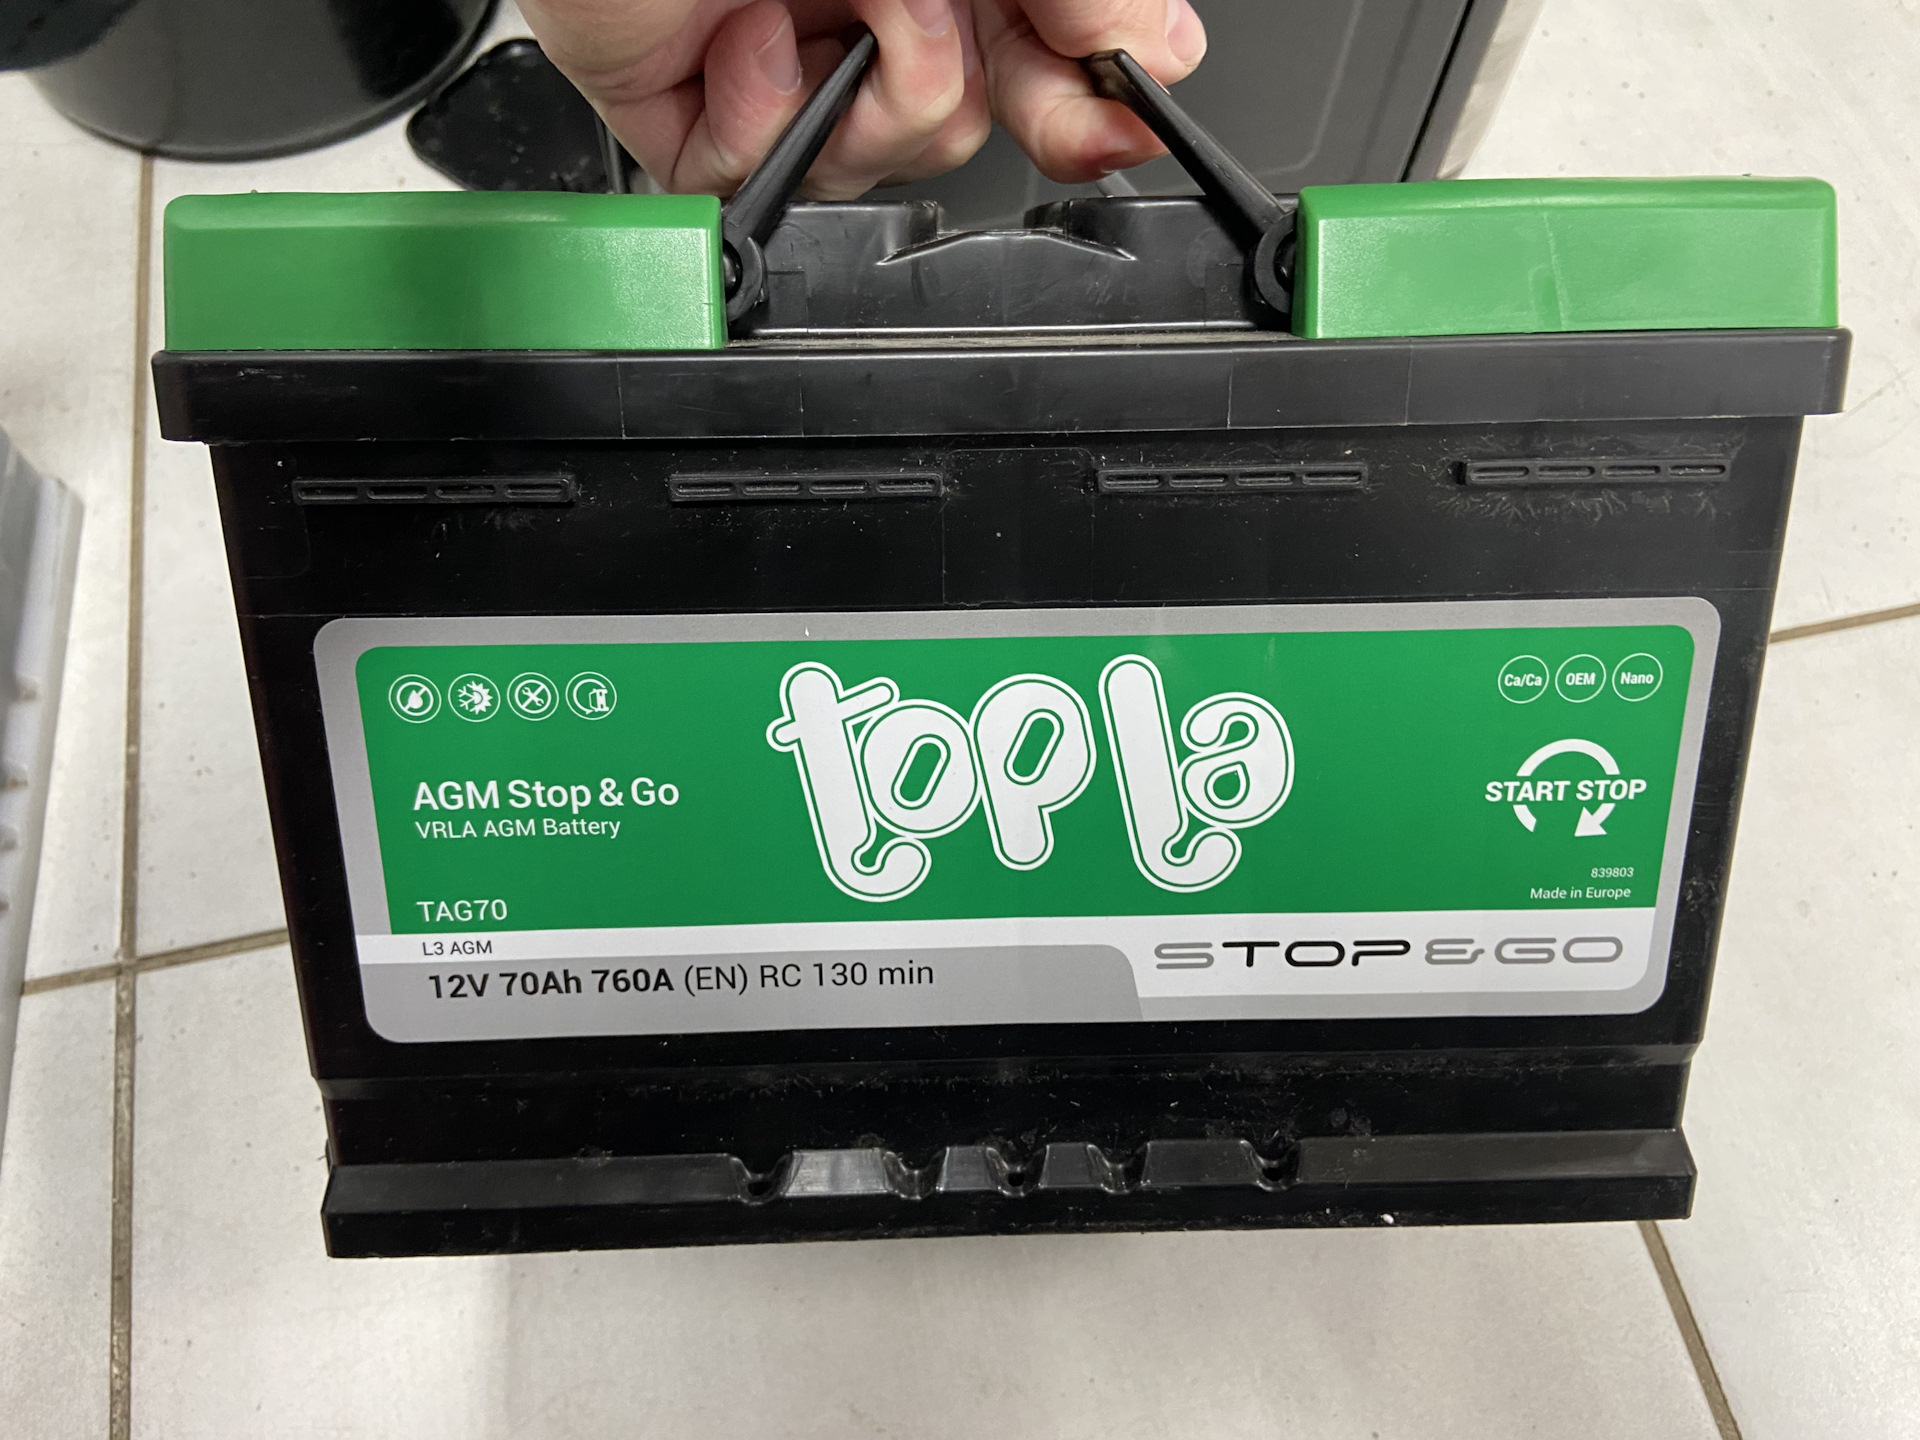 Ca/Ca OEM Nano
topla
AGM Stop & Go
VRLA AGM Battery
START STOP
839803
Made in Europe
TAG70
L3 AGM
12V 70Ah 760A (EN) RC 130 min
STOP&GO